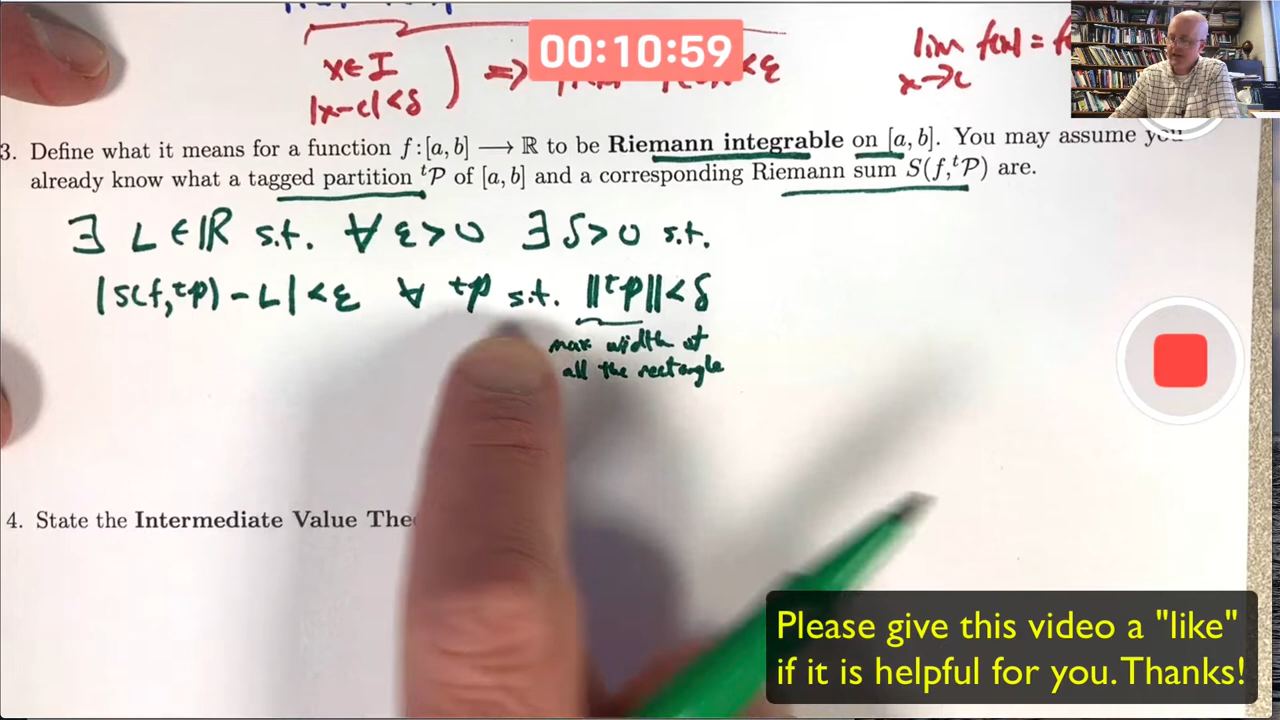 00:10:59
x∈I
|x-c|<δ ) ⇒ <ε
lim f(x) =
x→c
3. Define what it means for a function f:[a,b] ⟶ ℝ to be Riemann integrable on [a,b]. You may assume you
already know what a tagged partition ᵗ𝒫 of [a,b] and a corresponding Riemann sum S(f,ᵗ𝒫) are.
∃ L∈ℝ s.t. ∀ ε>0 ∃ δ>0 s.t.
|S(f,ᵗ𝒫) - L| < ε ∀ ᵗ𝒫 s.t. ||ᵗ𝒫|| < δ
max width of
all the rectangle
4. State the Intermediate Value
Please give this video a "like"
if it is helpful for you. Thanks!